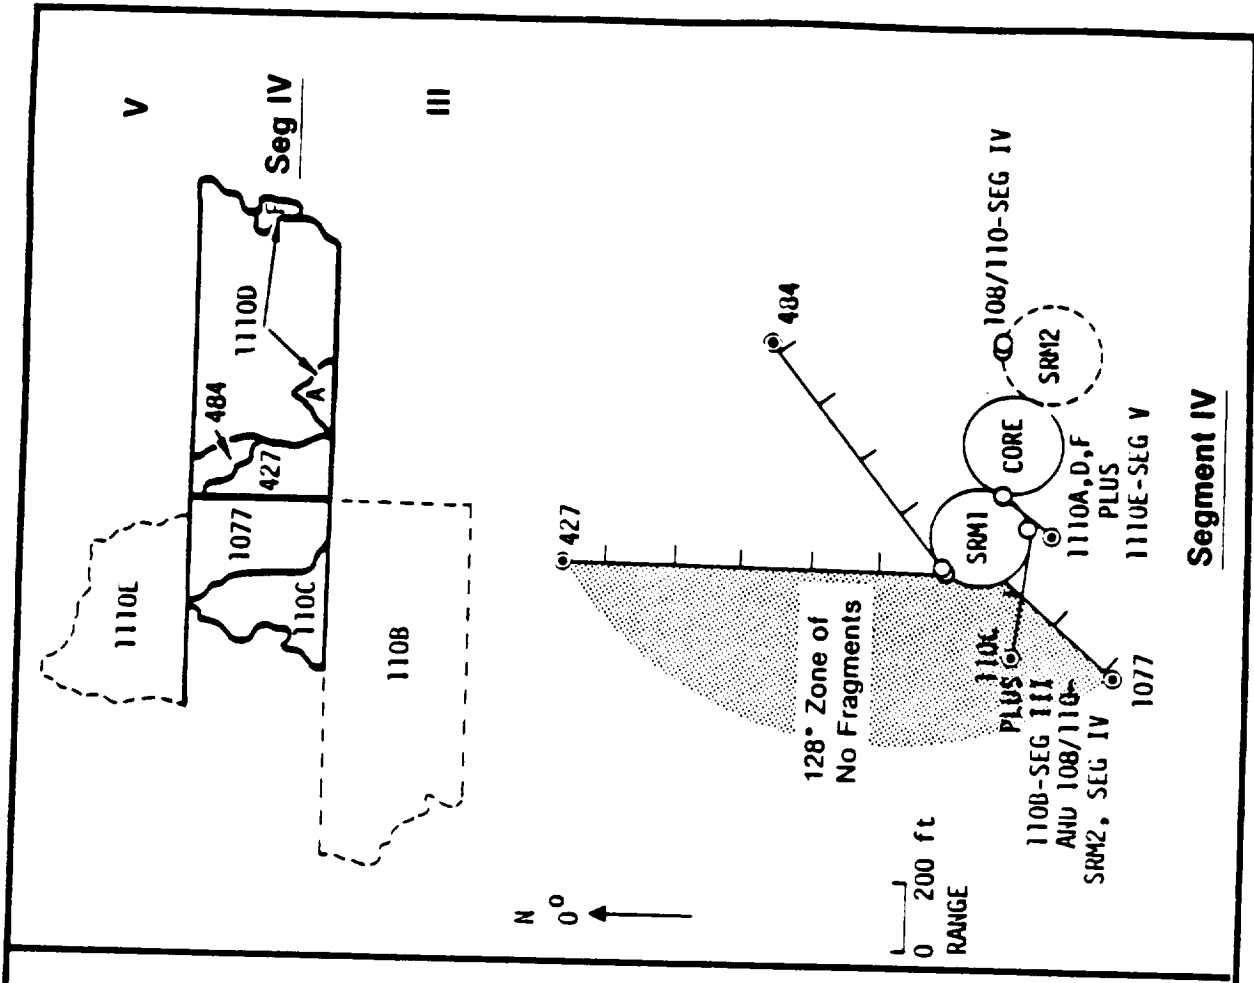 V
Seg IV
III
1110E
1077
110C
484
427
1110D
A
F
110B
N
0°
0 200 ft
RANGE
427
484
128° Zone of
No Fragments
SRM1
CORE
SRM2
108/110-SEG IV
1110A,D,F
PLUS
1110E-SEG V
110C
PLUS
110B-SEG III
AND 108/110-
SRM2, SEG IV
1077
Segment IV